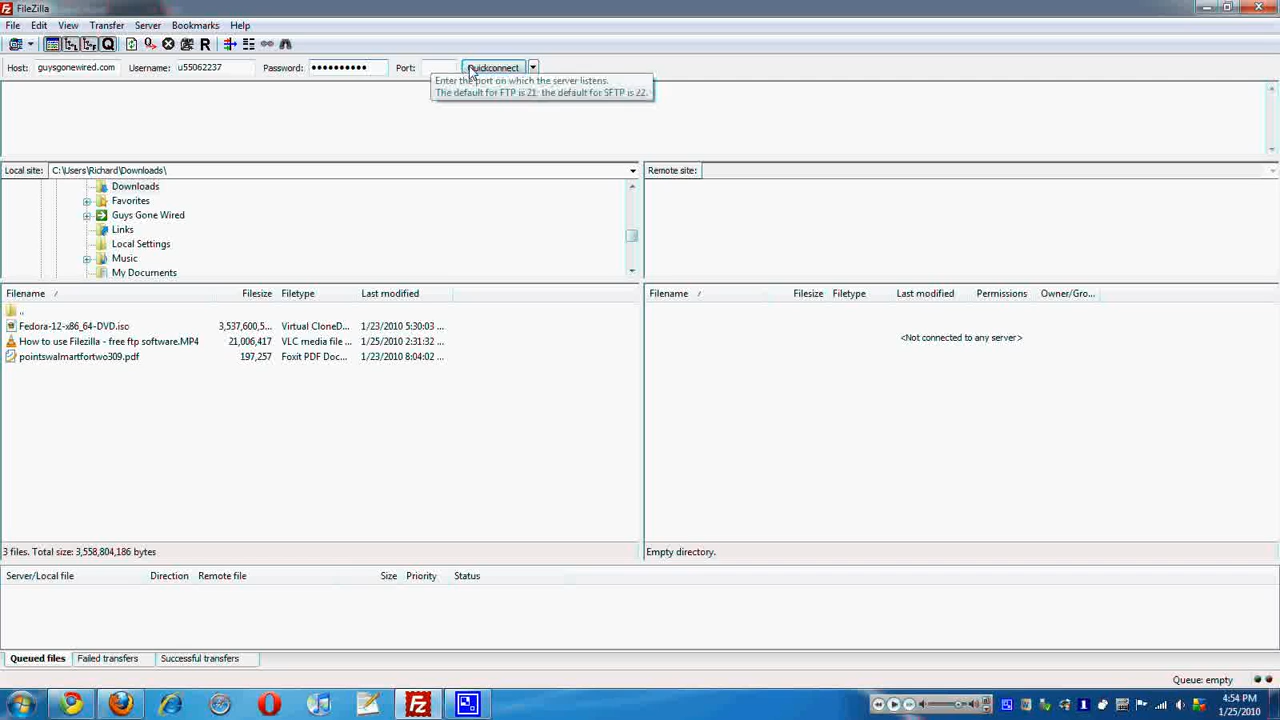 FileZilla
File Edit View Transfer Server Bookmarks Help
Host: guysgonewired.com Username: u55062237 Password: •••••••••• Port: Quickconnect
Enter the port on which the server listens.
The default for FTP is 21; the default for SFTP is 22.
Local site: C:\Users\Richard\Downloads\
Remote site:
Downloads
Favorites
Guys Gone Wired
Links
Local Settings
Music
My Documents
Filename / Filesize Filetype Last modified
..
Fedora-12-x86_64-DVD.iso 3,537,600,5... Virtual CloneD... 1/23/2010 5:30:03 ...
How to use Filezilla - free ftp software.MP4 21,006,417 VLC media file ... 1/25/2010 2:31:32 ...
pointswalmartfortwo309.pdf 197,257 Foxit PDF Doc... 1/23/2010 8:04:02 ...
3 files. Total size: 3,558,804,186 bytes
Filename / Filesize Filetype Last modified Permissions Owner/Gro...
<Not connected to any server>
Empty directory.
Server/Local file Direction Remote file Size Priority Status
Queued files Failed transfers Successful transfers
Queue: empty
4:54 PM
1/25/2010